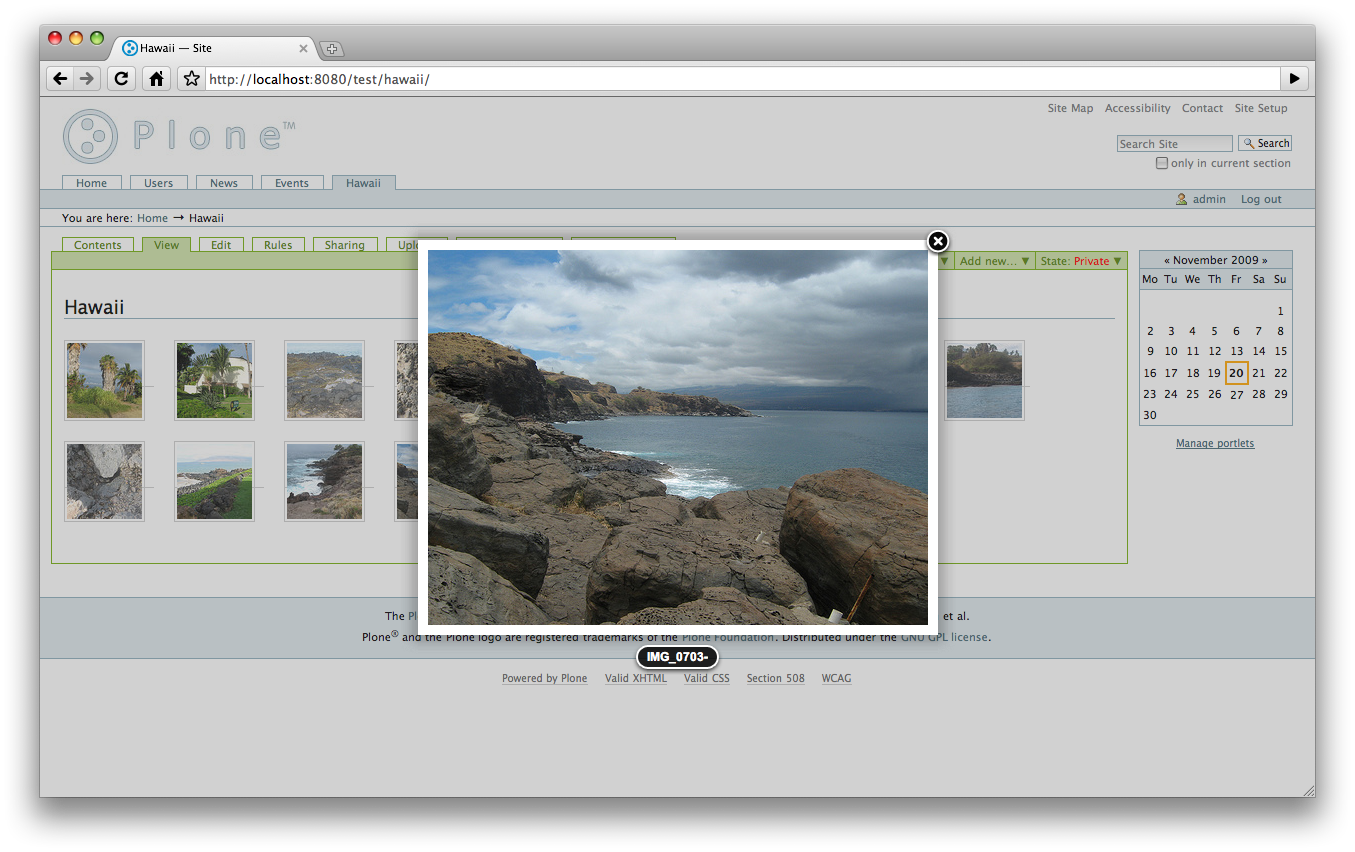 Hawaii — Site
http://localhost:8080/test/hawaii/
Site Map Accessibility Contact Site Setup
Plone™
Search Site Search
only in current section
Home Users News Events Hawaii
admin Log out
You are here: Home → Hawaii
Contents View Edit Rules Sharing
▼ Add new... ▼ State: Private ▼
Hawaii
« November 2009 »
Mo Tu We Th Fr Sa Su
1
2 3 4 5 6 7 8
9 10 11 12 13 14 15
16 17 18 19 20 21 22
23 24 25 26 27 28 29
30
Manage portlets
The et al.
Plone® and the Plone logo are registered trademarks of the Plone Foundation. Distributed under the GNU GPL license.
IMG_0703-
Powered by Plone Valid XHTML Valid CSS Section 508 WCAG